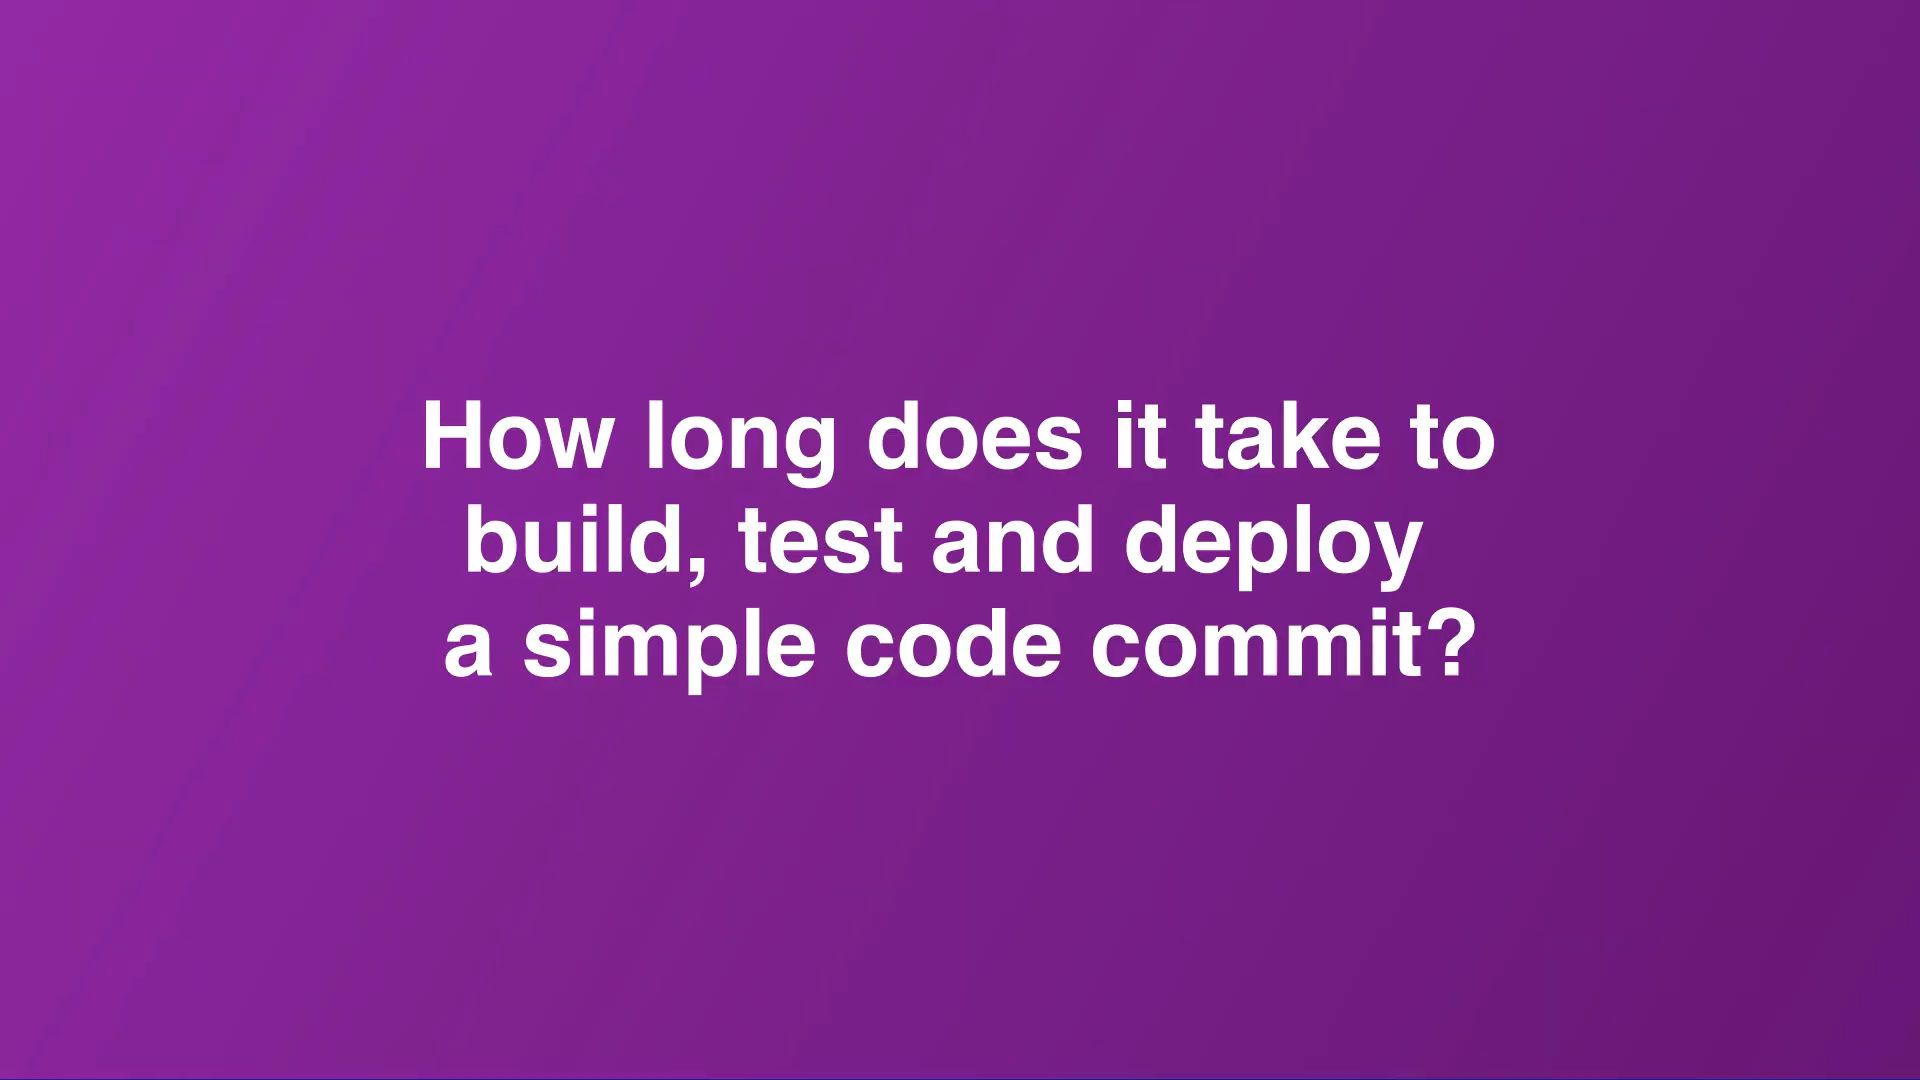 How long does it take to
build, test and deploy
a simple code commit?